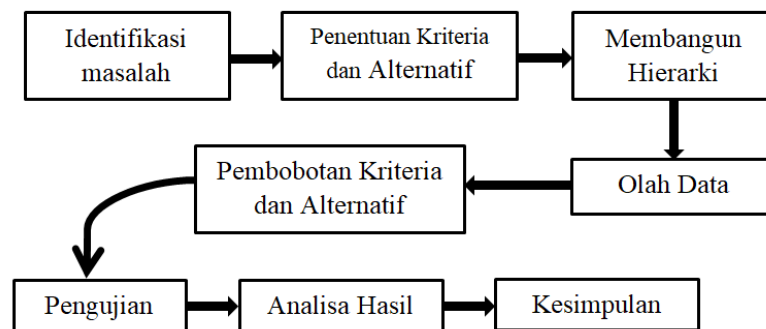 Identifikasi
masalah
Penentuan Kriteria
dan Alternatif
Membangun
Hierarki
Olah Data
Pembobotan Kriteria
dan Alternatif
Pengujian
Analisa Hasil
Kesimpulan